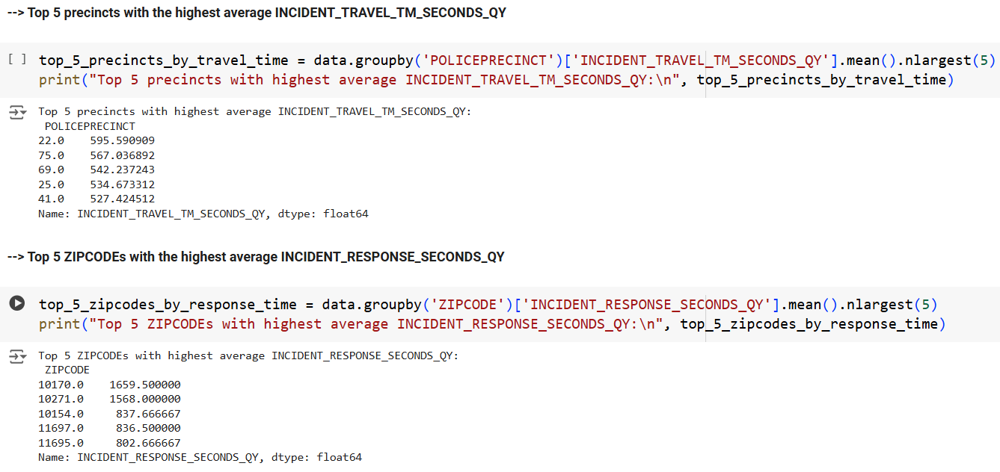 --> Top 5 precincts with the highest average INCIDENT_TRAVEL_TM_SECONDS_QY
[ ] top_5_precincts_by_travel_time = data.groupby('POLICEPRECINCT')['INCIDENT_TRAVEL_TM_SECONDS_QY'].mean().nlargest(5)
print("Top 5 precincts with highest average INCIDENT_TRAVEL_TM_SECONDS_QY:\n", top_5_precincts_by_travel_time)
Top 5 precincts with highest average INCIDENT_TRAVEL_TM_SECONDS_QY:
POLICEPRECINCT
22.0    595.590909
75.0    567.036892
69.0    542.237243
25.0    534.673312
41.0    527.424512
Name: INCIDENT_TRAVEL_TM_SECONDS_QY, dtype: float64
--> Top 5 ZIPCODEs with the highest average INCIDENT_RESPONSE_SECONDS_QY
top_5_zipcodes_by_response_time = data.groupby('ZIPCODE')['INCIDENT_RESPONSE_SECONDS_QY'].mean().nlargest(5)
print("Top 5 ZIPCODEs with highest average INCIDENT_RESPONSE_SECONDS_QY:\n", top_5_zipcodes_by_response_time)
Top 5 ZIPCODEs with highest average INCIDENT_RESPONSE_SECONDS_QY:
ZIPCODE
10170.0    1659.500000
10271.0    1568.000000
10154.0     837.666667
11697.0     836.500000
11695.0     802.666667
Name: INCIDENT_RESPONSE_SECONDS_QY, dtype: float64